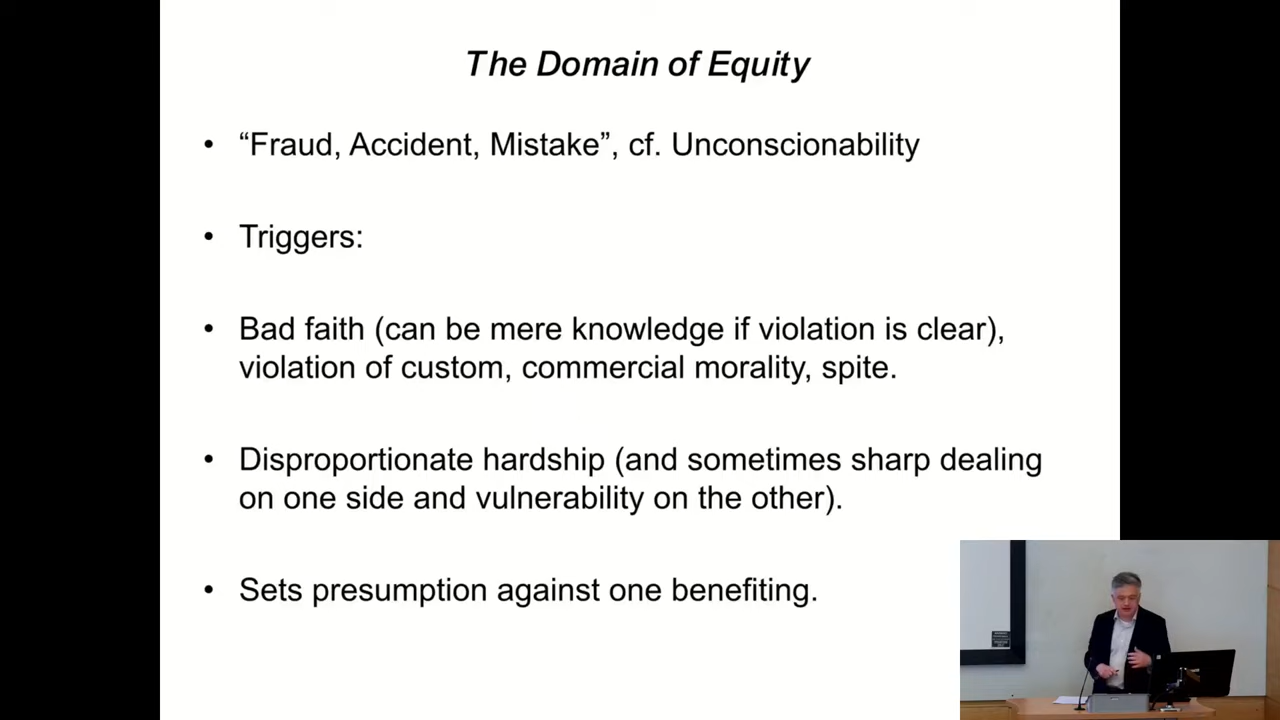 The Domain of Equity
• “Fraud, Accident, Mistake”, cf. Unconscionability
• Triggers:
• Bad faith (can be mere knowledge if violation is clear),
violation of custom, commercial morality, spite.
• Disproportionate hardship (and sometimes sharp dealing
on one side and vulnerability on the other).
• Sets presumption against one benefiting.